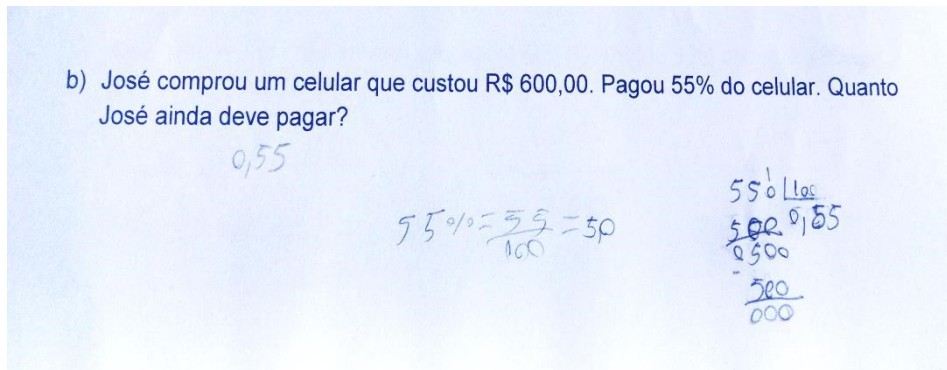 b) José comprou um celular que custou R$ 600,00. Pagou 55% do celular. Quanto
José ainda deve pagar?
0,55
55% = 55/100 = 50
550 100
500 0,55
0500
- 500
000